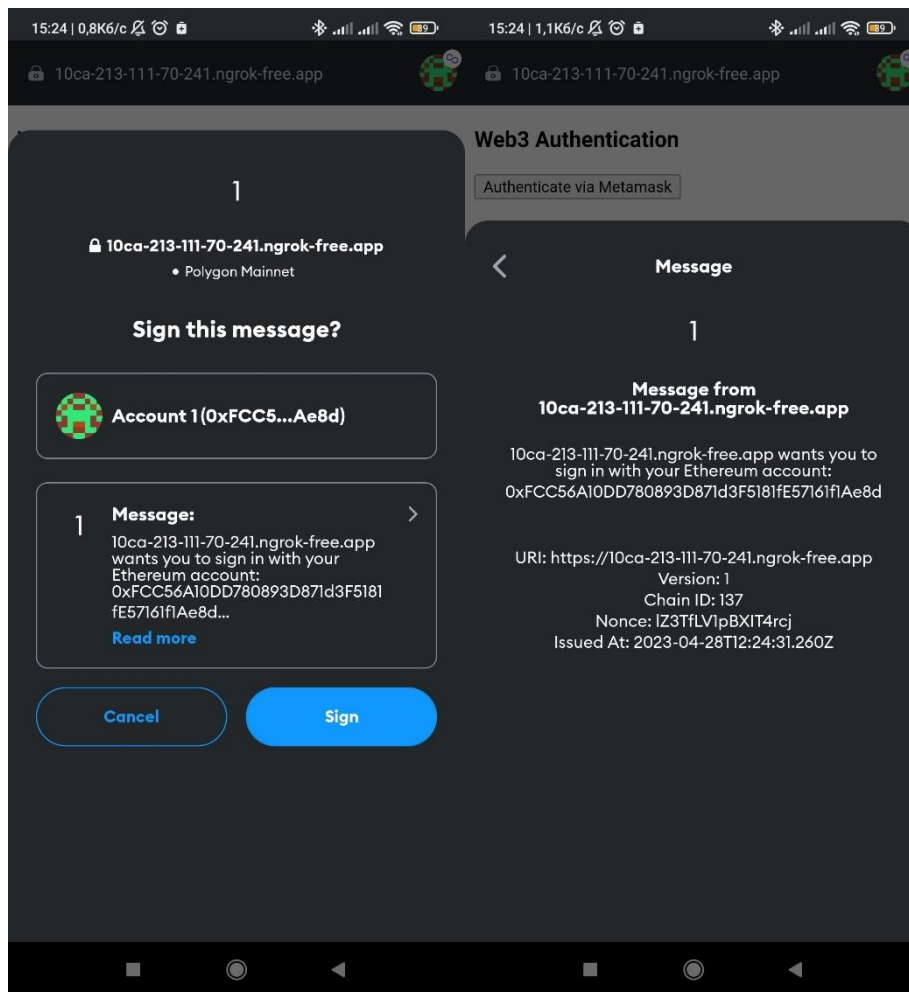 15:24 | 0,8Кб/с
89
10ca-213-111-70-241.ngrok-free.app
1
10ca-213-111-70-241.ngrok-free.app
• Polygon Mainnet
Sign this message?
Account 1 (0xFCC5...Ae8d)
1
Message:
10ca-213-111-70-241.ngrok-free.app
wants you to sign in with your
Ethereum account:
0xFCC56A10DD780893D871d3F5181
fE57161f1Ae8d...
Read more
Cancel
Sign
15:24 | 1,1Кб/с
89
10ca-213-111-70-241.ngrok-free.app
Web3 Authentication
Authenticate via Metamask
Message
1
Message from
10ca-213-111-70-241.ngrok-free.app
10ca-213-111-70-241.ngrok-free.app wants you to
sign in with your Ethereum account:
0xFCC56A10DD780893D871d3F5181fE57161f1Ae8d
URI: https://10ca-213-111-70-241.ngrok-free.app
Version: 1
Chain ID: 137
Nonce: lZ3TfLV1pBXIT4rcj
Issued At: 2023-04-28T12:24:31.260Z